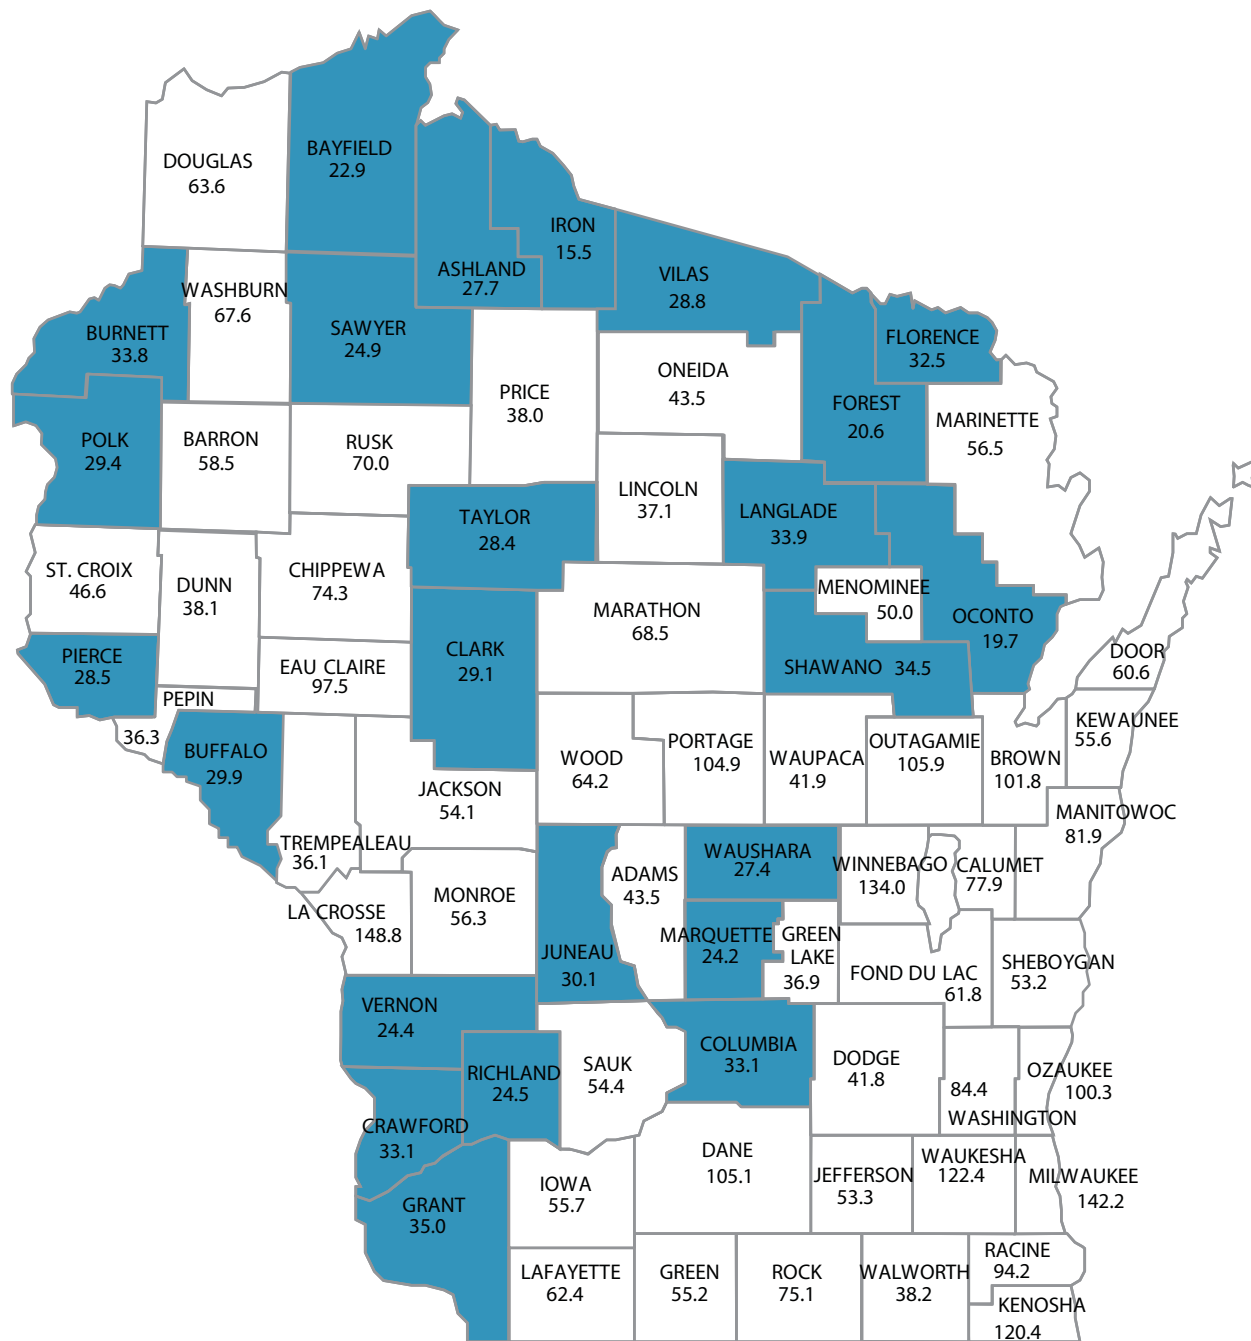 DOUGLAS
63.6
BAYFIELD
22.9
IRON
15.5
ASHLAND
27.7
VILAS
28.8
WASHBURN
67.6
BURNETT
33.8
SAWYER
24.9
FLORENCE
32.5
ONEIDA
43.5
PRICE
38.0
FOREST
20.6
MARINETTE
56.5
POLK
29.4
BARRON
58.5
RUSK
70.0
LINCOLN
37.1
LANGLADE
33.9
TAYLOR
28.4
ST. CROIX
46.6
DUNN
38.1
CHIPPEWA
74.3
MENOMINEE
50.0
MARATHON
68.5
OCONTO
19.7
PIERCE
28.5
EAU CLAIRE
97.5
CLARK
29.1
SHAWANO 34.5
DOOR
60.6
PEPIN
36.3
BUFFALO
29.9
WOOD
64.2
PORTAGE
104.9
WAUPACA
41.9
OUTAGAMIE
105.9
BROWN
101.8
KEWAUNEE
55.6
JACKSON
54.1
MANITOWOC
81.9
TREMPEALEAU
36.1
ADAMS
43.5
WAUSHARA
27.4
WINNEBAGO
134.0
CALUMET
77.9
LA CROSSE
148.8
MONROE
56.3
JUNEAU
30.1
MARQUETTE
24.2
GREEN
LAKE
36.9
FOND DU LAC
61.8
SHEBOYGAN
53.2
VERNON
24.4
RICHLAND
24.5
SAUK
54.4
COLUMBIA
33.1
DODGE
41.8
84.4
WASHINGTON
OZAUKEE
100.3
CRAWFORD
33.1
GRANT
35.0
IOWA
55.7
DANE
105.1
JEFFERSON
53.3
WAUKESHA
122.4
MILWAUKEE
142.2
LAFAYETTE
62.4
GREEN
55.2
ROCK
75.1
WALWORTH
38.2
RACINE
94.2
KENOSHA
120.4